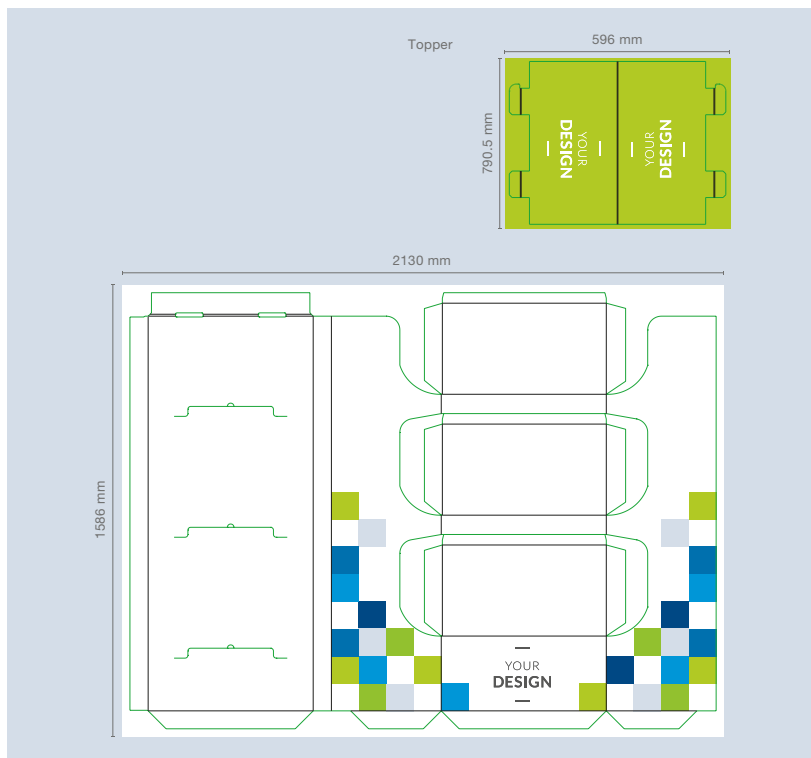 Topper
596 mm
790.5 mm
YOUR
DESIGN
YOUR
DESIGN
2130 mm
1586 mm
YOUR
DESIGN